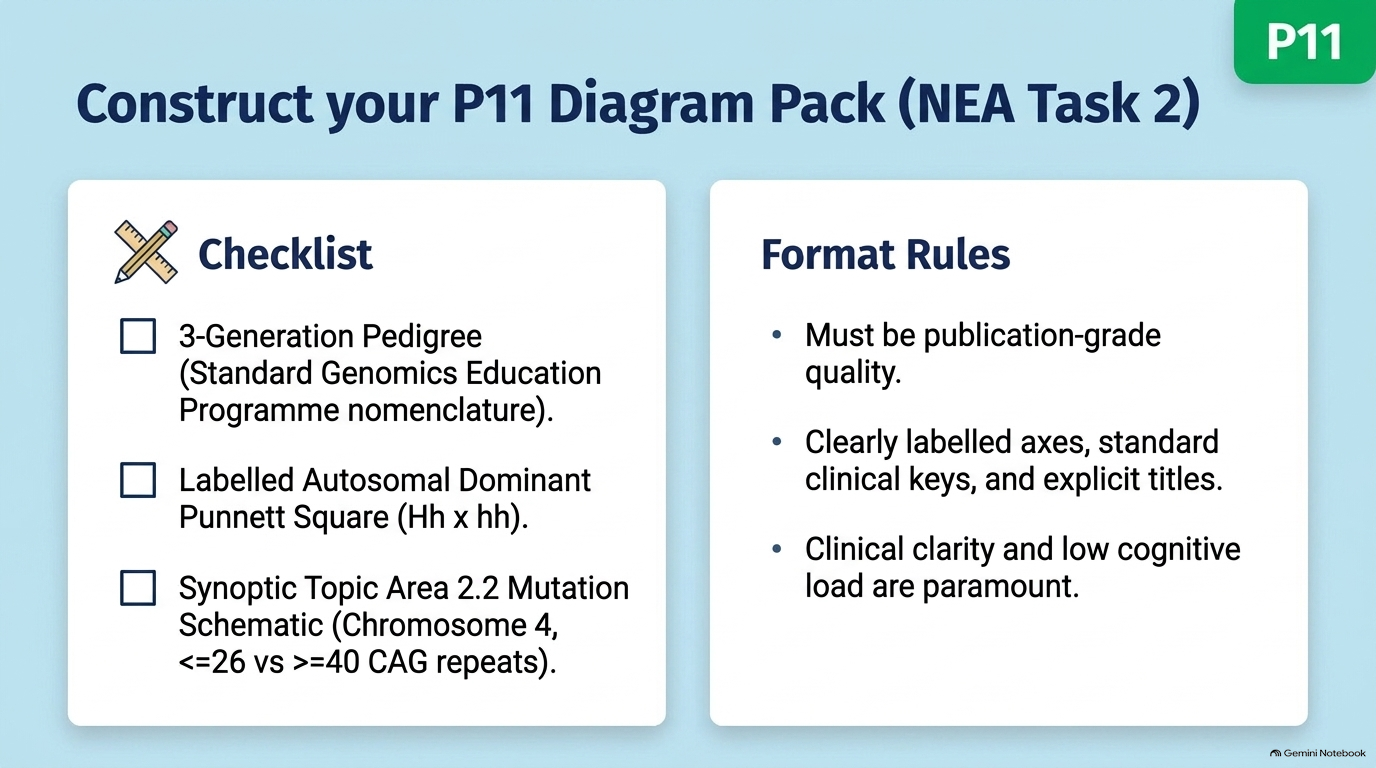 P11
Construct your P11 Diagram Pack (NEA Task 2)
Checklist
3-Generation Pedigree
(Standard Genomics Education
Programme nomenclature).
Labelled Autosomal Dominant
Punnett Square (Hh x hh).
Synoptic Topic Area 2.2 Mutation
Schematic (Chromosome 4,
<=26 vs >=40 CAG repeats).
Format Rules
• Must be publication-grade
quality.
• Clearly labelled axes, standard
clinical keys, and explicit titles.
• Clinical clarity and low cognitive
load are paramount.
Gemini Notebook